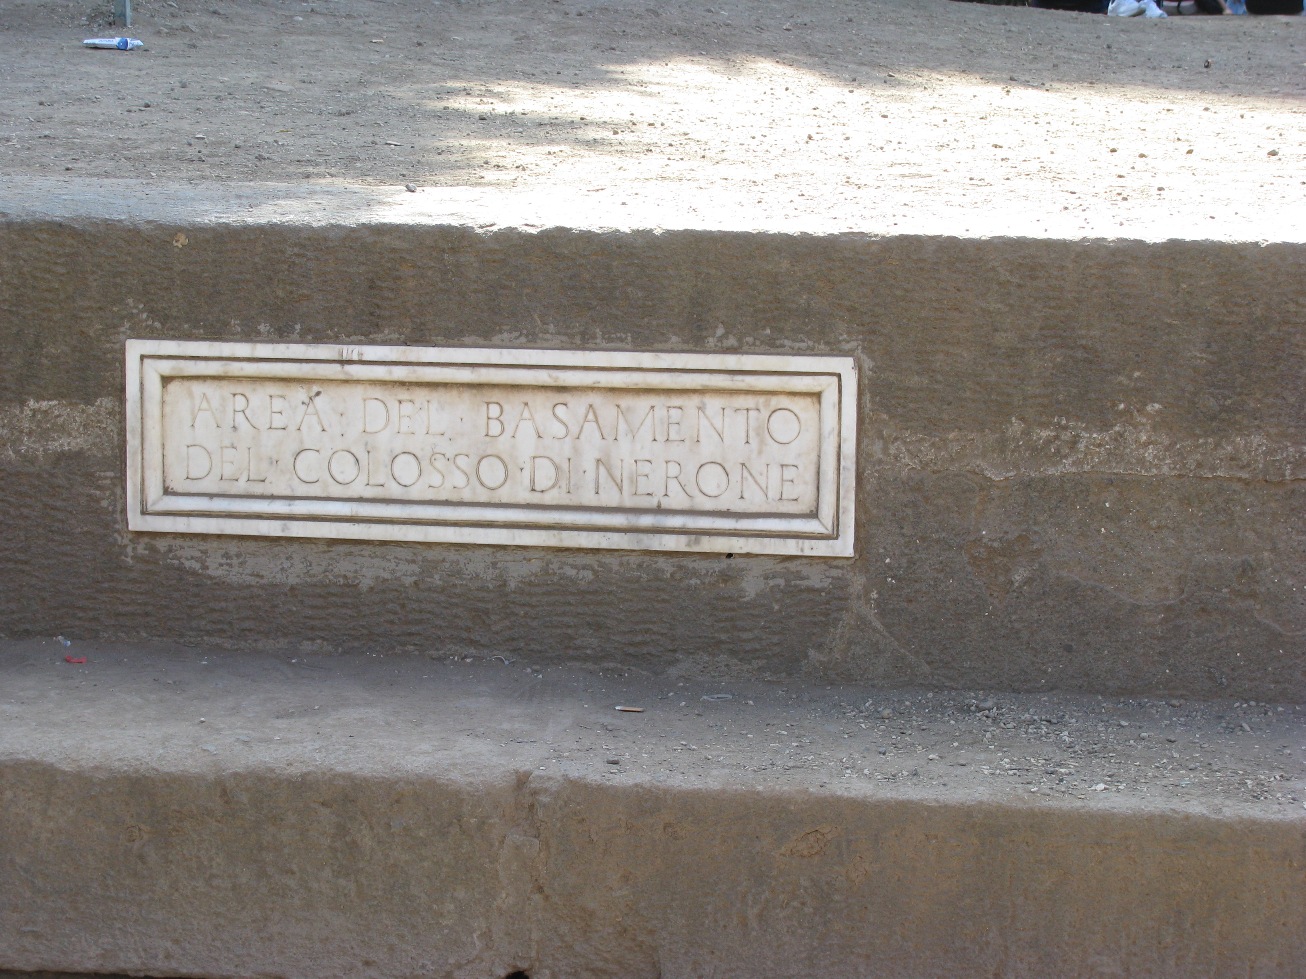 AREA · DEL · BASAMENTO
DEL · COLOSSO · DI · NERONE